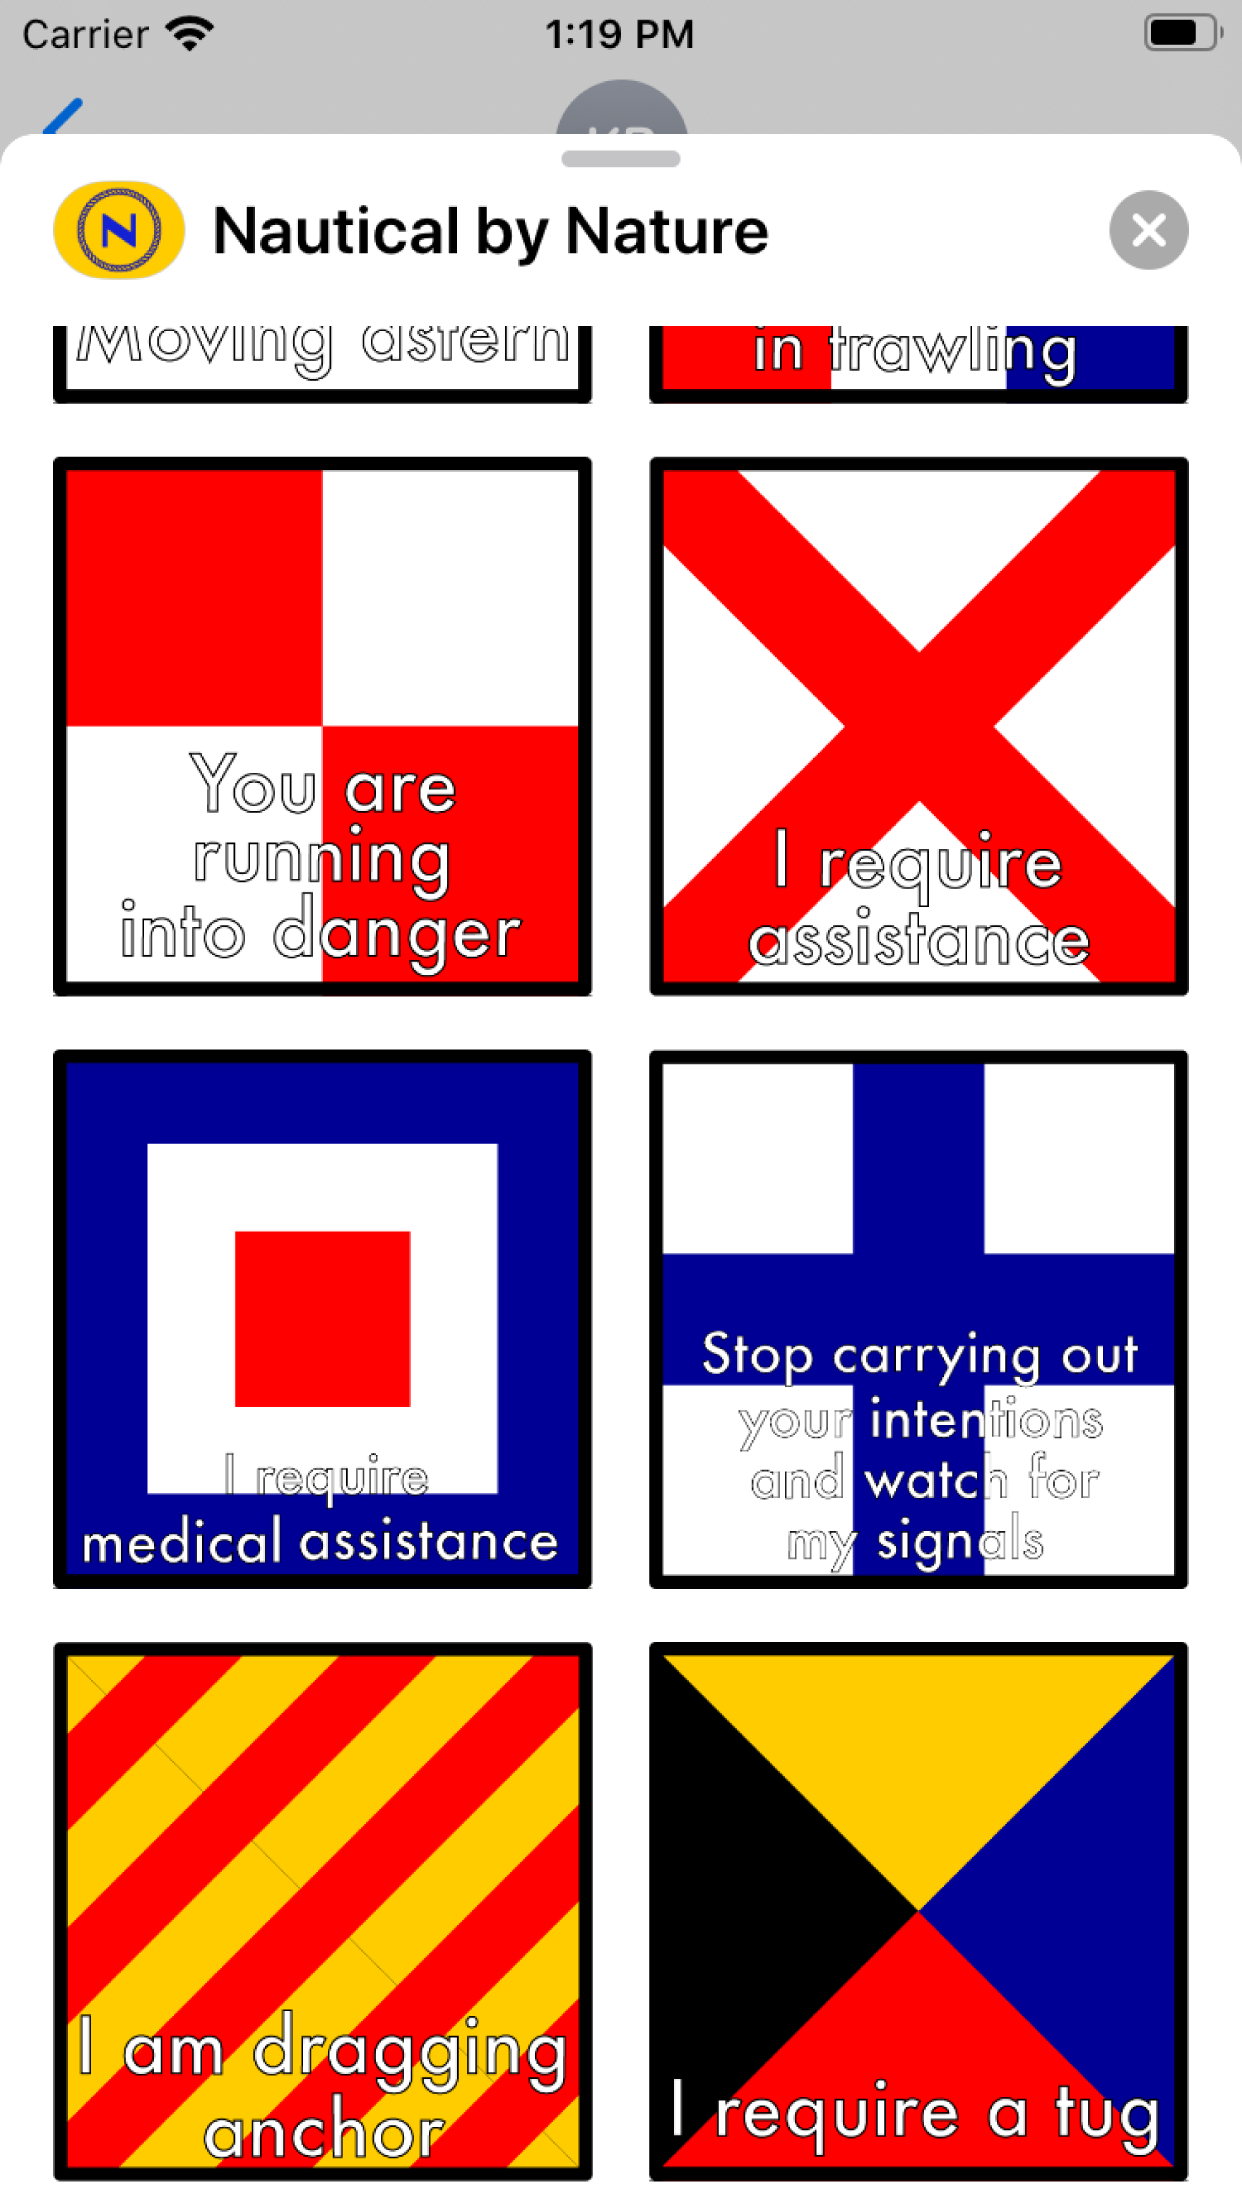 Carrier 1:19 PM
N
Nautical by Nature
Moving astern
in trawling
You are
running
into danger
I require
assistance
I require
medical assistance
Stop carrying out
your intentions
and watch for
my signals
I am dragging
anchor
I require a tug